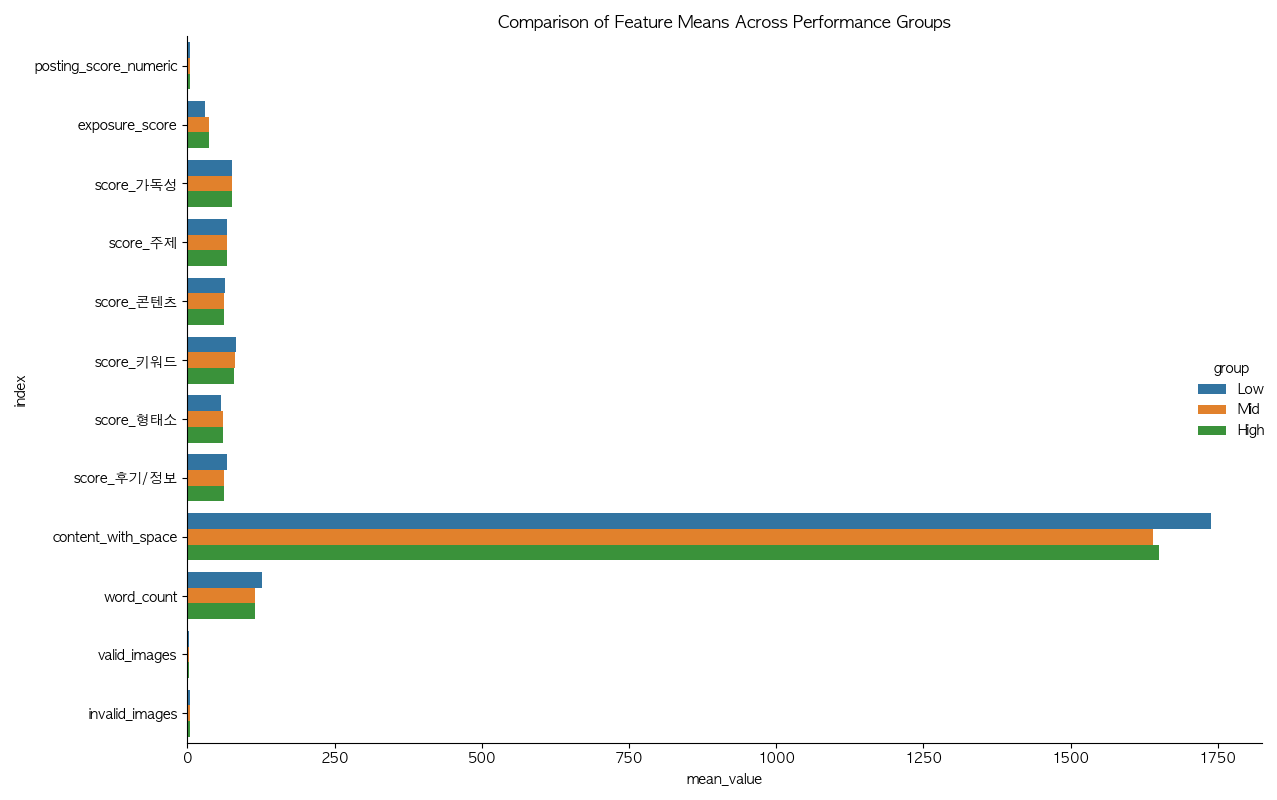 Comparison of Feature Means Across Performance Groups
posting_score_numeric
exposure_score
score_가독성
score_주제
score_콘텐츠
score_키워드
score_형태소
score_후기/정보
content_with_space
word_count
valid_images
invalid_images
index
group
Low
Mid
High
0 250 500 750 1000 1250 1500 1750
mean_value